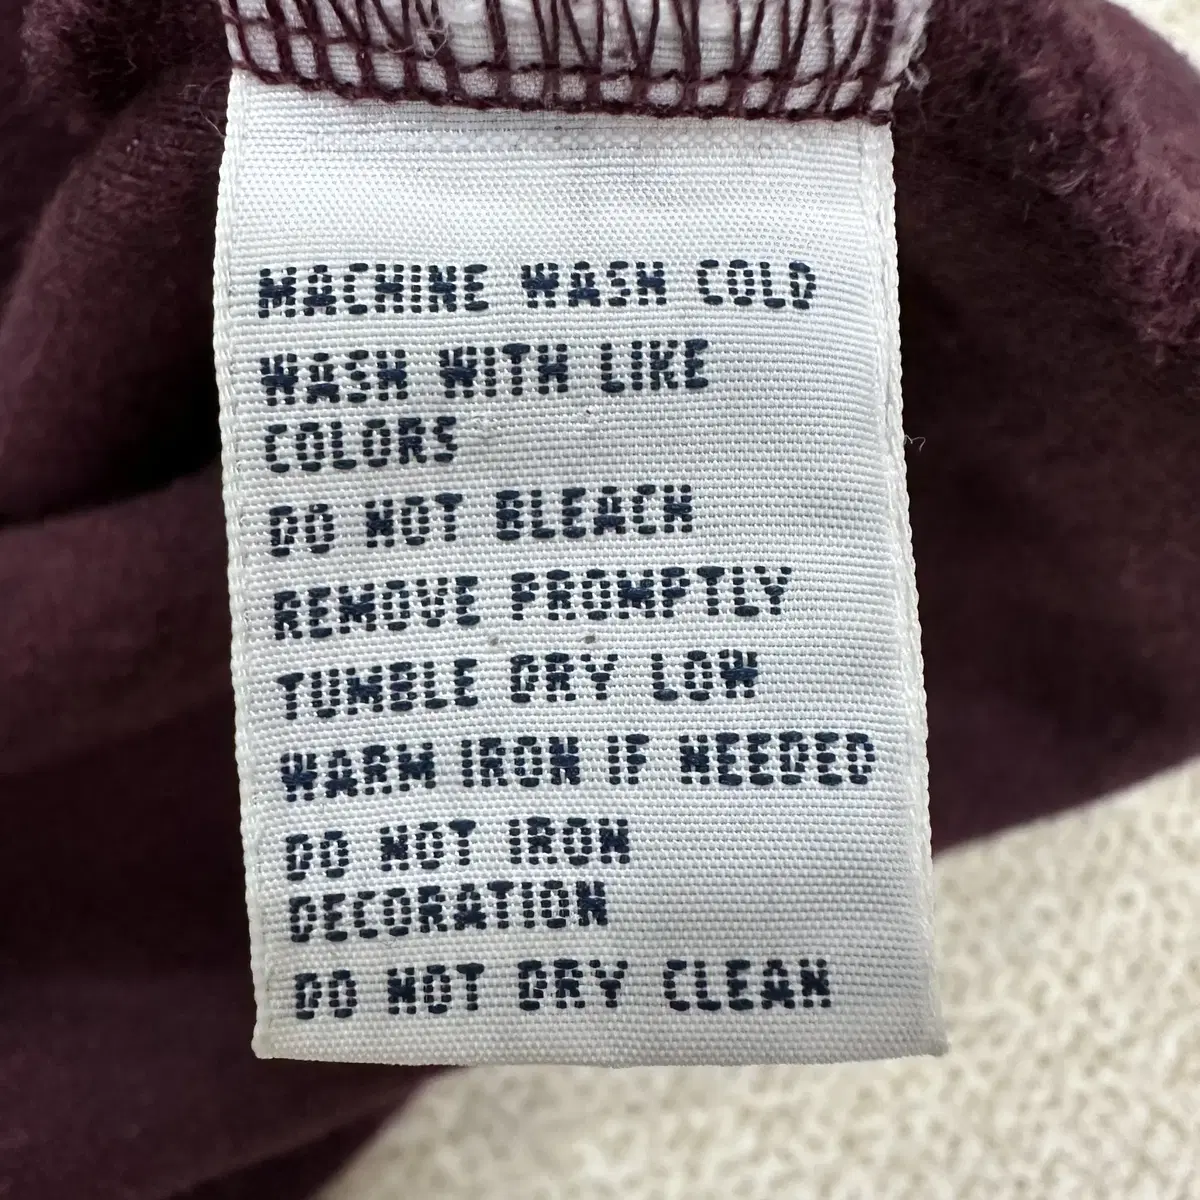 MACHINE WASH COLD
WASH WITH LIKE
COLORS
DO NOT BLEACH
REMOVE PROMPTLY
TUMBLE DRY LOW
WARM IRON IF NEEDED
DO NOT IRON
DECORATION
DO NOT DRY CLEAN